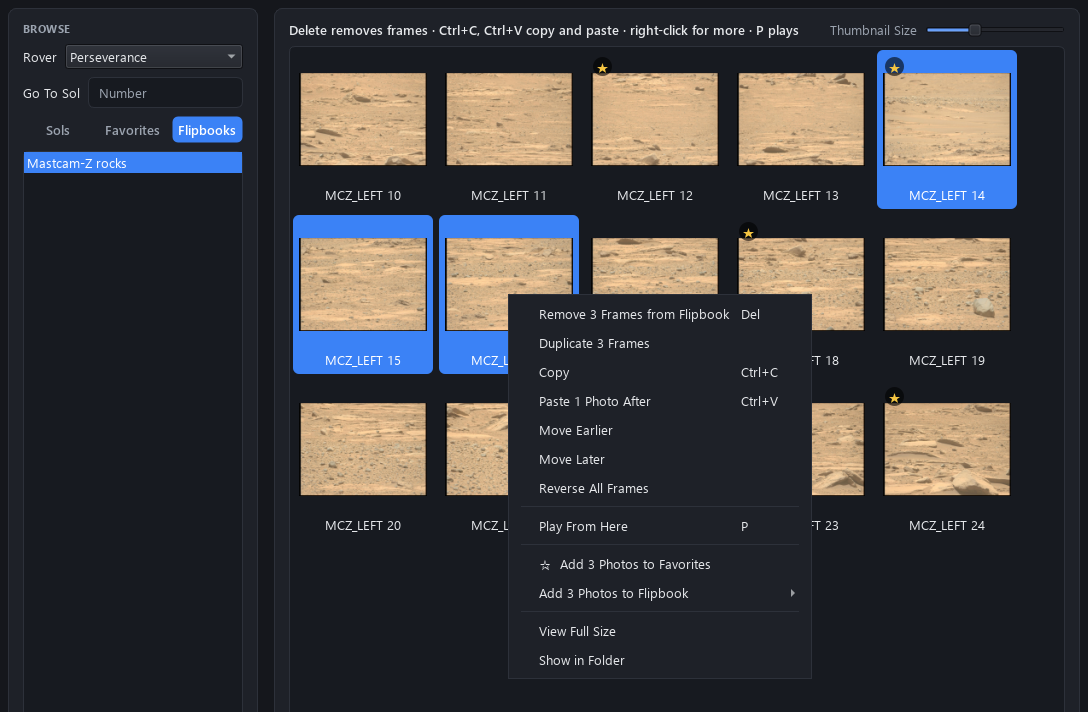 BROWSE
Rover Perseverance
Go To Sol Number
Sols Favorites Flipbooks
Mastcam-Z rocks
Delete removes frames · Ctrl+C, Ctrl+V copy and paste · right-click for more · P plays
Thumbnail Size
MCZ_LEFT 10 MCZ_LEFT 11 MCZ_LEFT 12 MCZ_LEFT 13 MCZ_LEFT 14
MCZ_LEFT 15 MCZ_L FT 18 MCZ_LEFT 19
MCZ_LEFT 20 MCZ_L FT 23 MCZ_LEFT 24
Remove 3 Frames from Flipbook Del
Duplicate 3 Frames
Copy Ctrl+C
Paste 1 Photo After Ctrl+V
Move Earlier
Move Later
Reverse All Frames
Play From Here P
☆ Add 3 Photos to Favorites
Add 3 Photos to Flipbook
View Full Size
Show in Folder